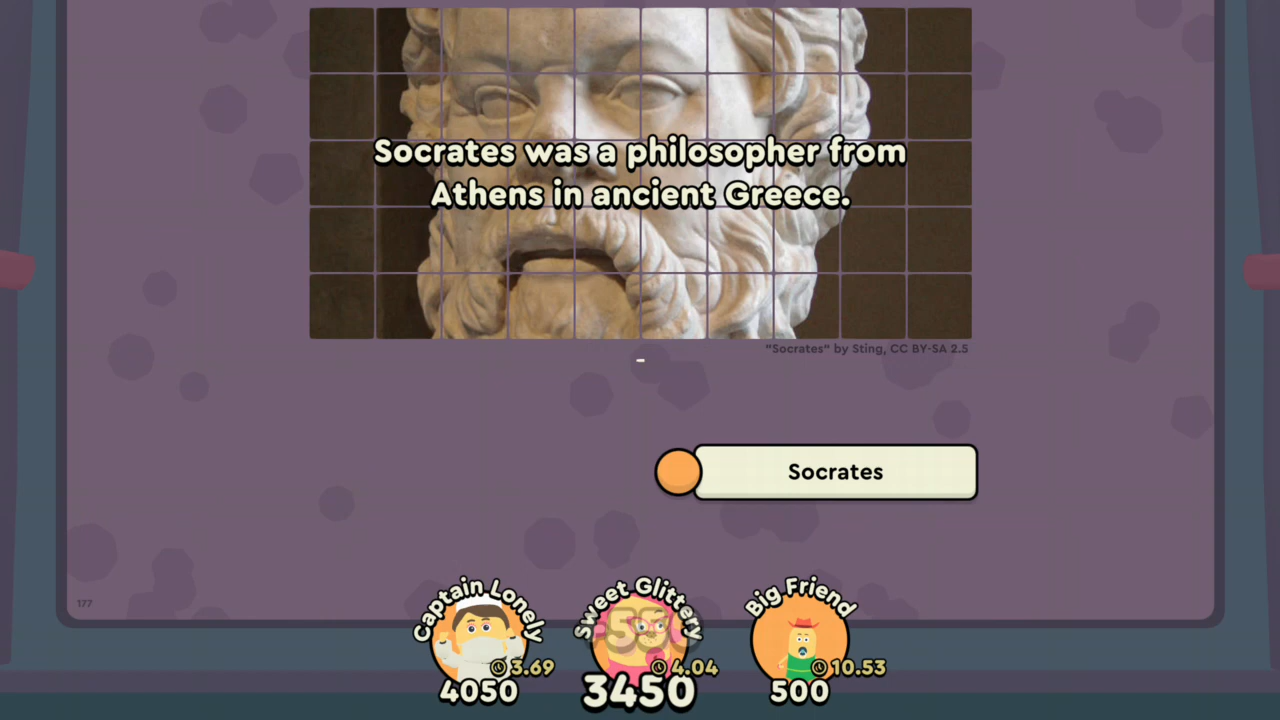 Socrates was a philosopher from
Athens in ancient Greece.
"Socrates" by Sting, CC BY-SA 2.5
Socrates
177
Captain Lonely
3.69
4050
Sweet Glittery
4.04
3450
Big Friend
10.53
500